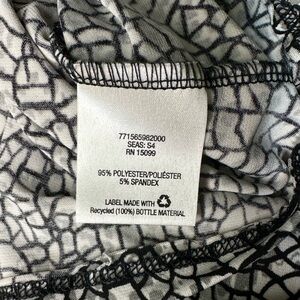 771565982000
SEAS: S4
RN 15099
95% POLYESTER/POLIÉSTER
5% SPANDEX
LABEL MADE WITH
Recycled (100%) BOTTLE MATERIAL